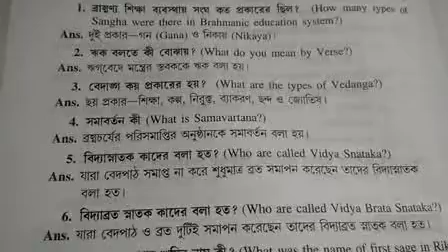 1. ব্রাহ্মণ্য শিক্ষা ব্যবস্থায় সংঘ কত প্রকারের ছিল? (How many types of
Sangha were there in Brahmanic education system?)
Ans. দুই প্রকার—গন (Gana) ও নিকায় (Nikaya)।
2. ঋক বলতে কী বোঝায়? (What do you mean by Verse?)
Ans. ঋগ্‌বেদে মন্ত্রের স্তবককে ঋক বলা হয়।
3. বেদাঙ্গ কয় প্রকারের হয়? (What are the types of Vedanga?)
Ans. ছয় প্রকার—শিক্ষা, কল্প, নিরুক্ত, ব্যাকরণ, ছন্দ ও জ্যোতিষ।
4. সমাবর্তন কী (What is Samavartana?)
Ans. ব্রহ্মচর্যের পরিসমাপ্তির অনুষ্ঠানকে সমাবর্তন বলা হয়।
5. বিদ্যাস্নাতক কাদের বলা হত? (Who are called Vidya Snataka?)
Ans. যারা বেদপাঠ সমাপ্ত না করে শুধুমাত্র ব্রত সমাপন করেছেন তাদের বিদ্যাস্নাতক
বলা হত।
6. বিদ্যাব্রত স্নাতক কাদের বলা হত? (Who are called Vidya Brata Snataka?)
Ans. যারা বেদপাঠ ও ব্রত দুটিই সমাপন করেছেন তাদের বিদ্যাব্রত স্নাতক বলা হত।
কী? (What was the name of first sage in